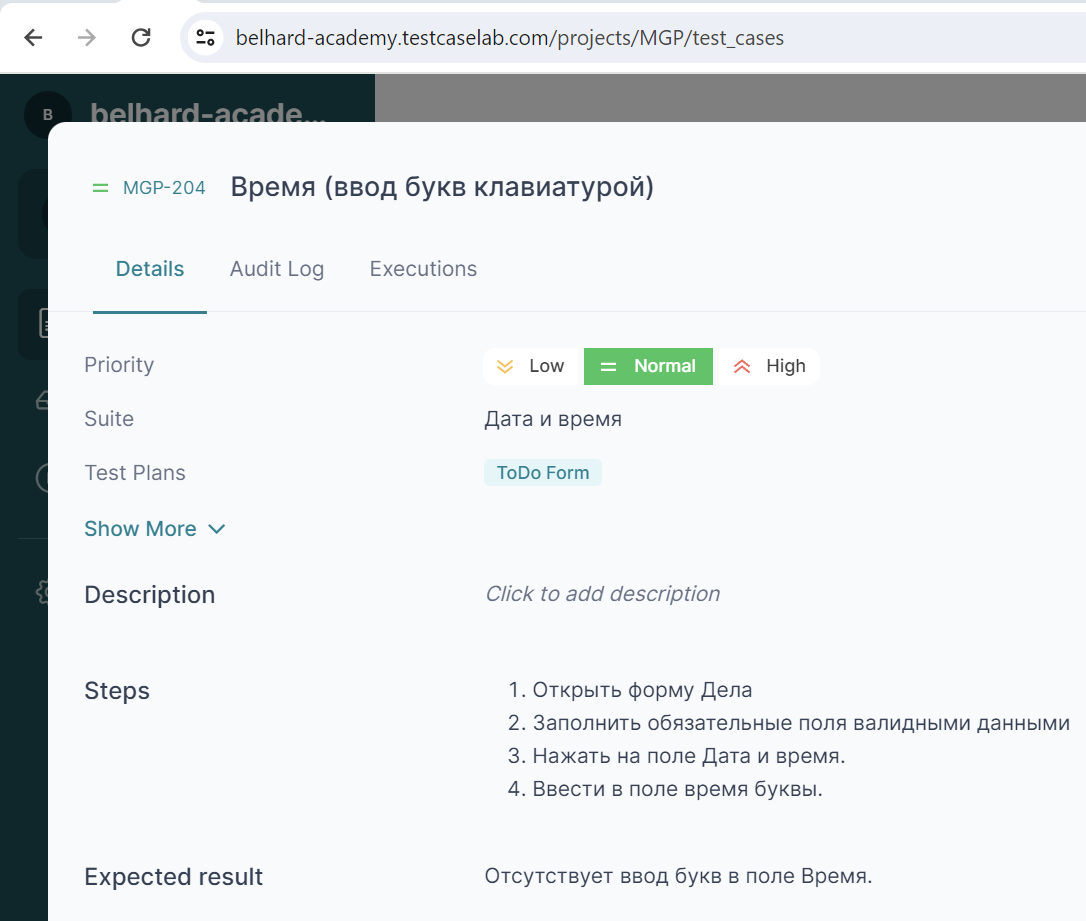 belhard-academy.testcaselab.com/projects/MGP/test_cases
B belhard-acade...
MGP-204 Время (ввод букв клавиатурой)
Details Audit Log Executions
Priority Low Normal High
Suite Дата и время
Test Plans ToDo Form
Show More
Description Click to add description
Steps 1. Открыть форму Дела
2. Заполнить обязательные поля валидными данными
3. Нажать на поле Дата и время.
4. Ввести в поле время буквы.
Expected result Отсутствует ввод букв в поле Время.